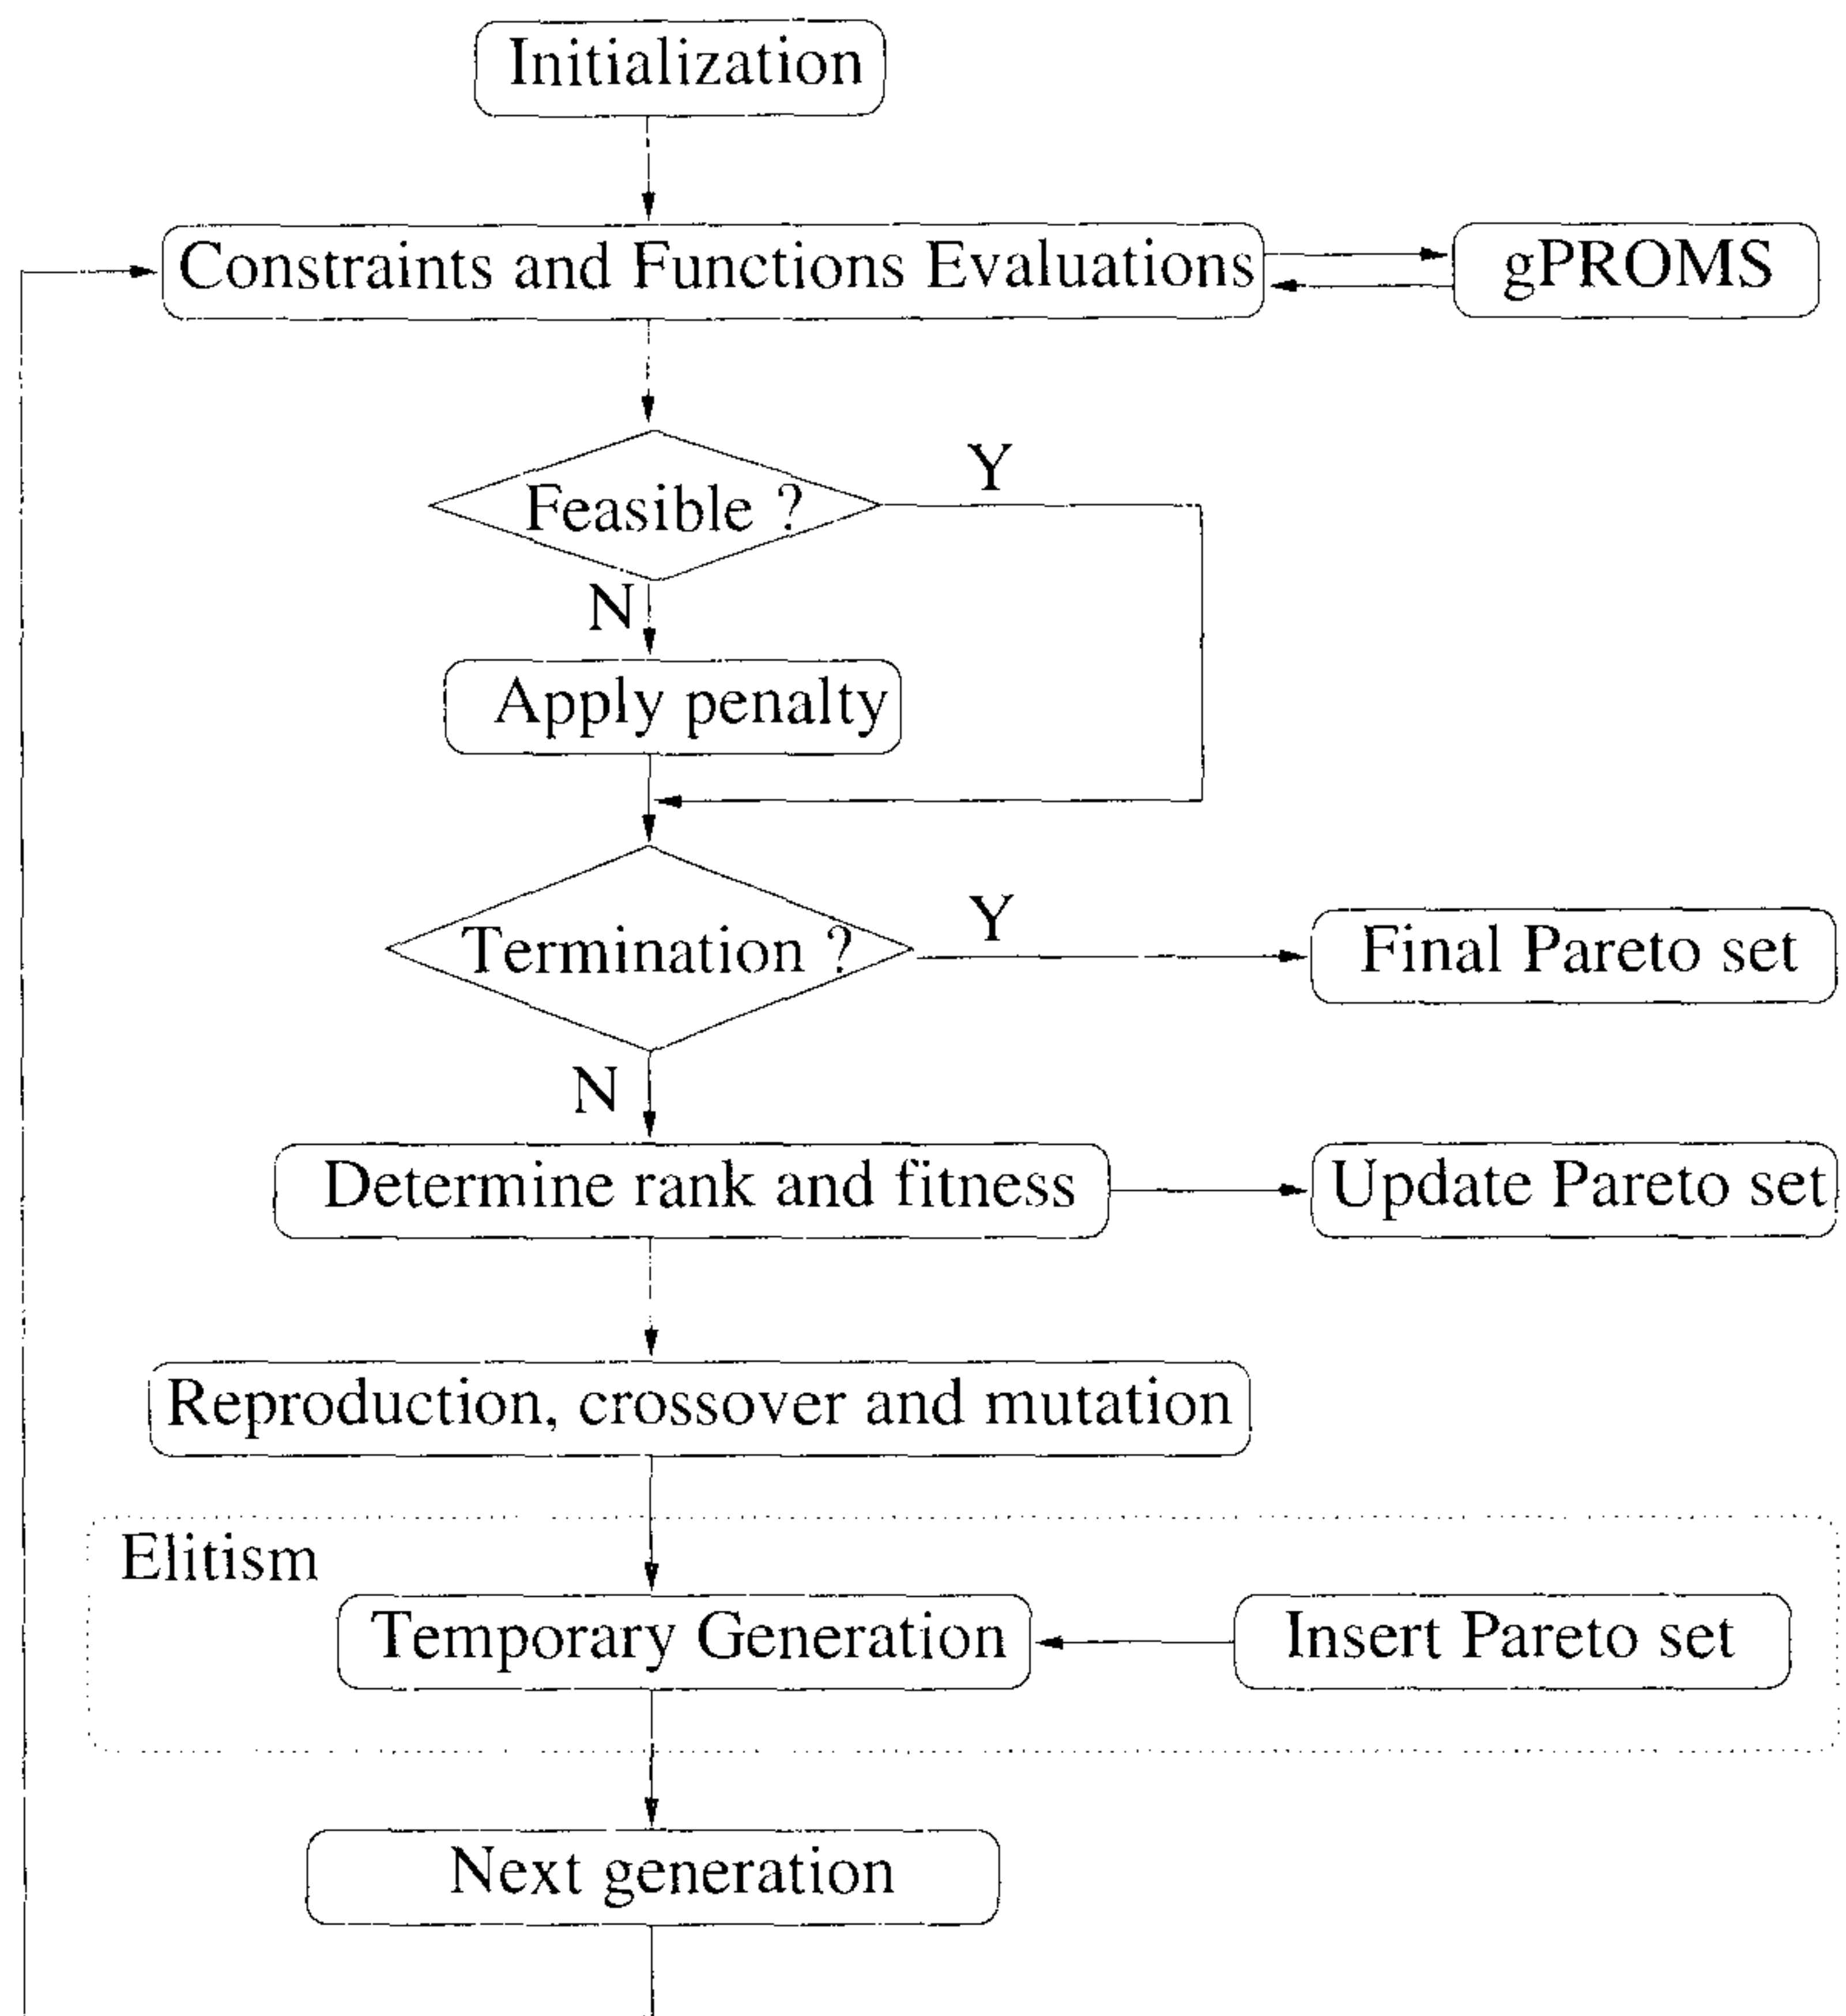 Initialization
Constraints and Functions Evaluations
gPROMS
Feasible ?
Y
N
Apply penalty
Termination ?
Y
Final Pareto set
N
Determine rank and fitness
Update Pareto set
Reproduction, crossover and mutation
Elitism
Temporary Generation
Insert Pareto set
Next generation